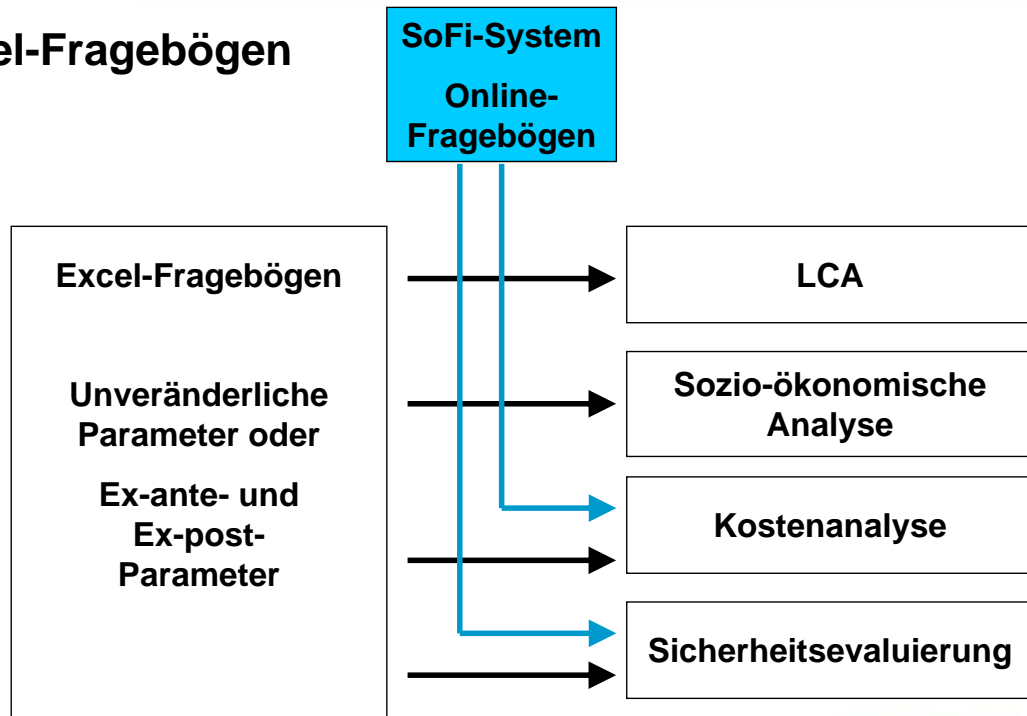 el-Fragebögen
SoFi-System
Online-
Fragebögen
Excel-Fragebögen
Unveränderliche
Parameter oder
Ex-ante- und
Ex-post-
Parameter
LCA
Sozio-ökonomische
Analyse
Kostenanalyse
Sicherheitsevaluierung